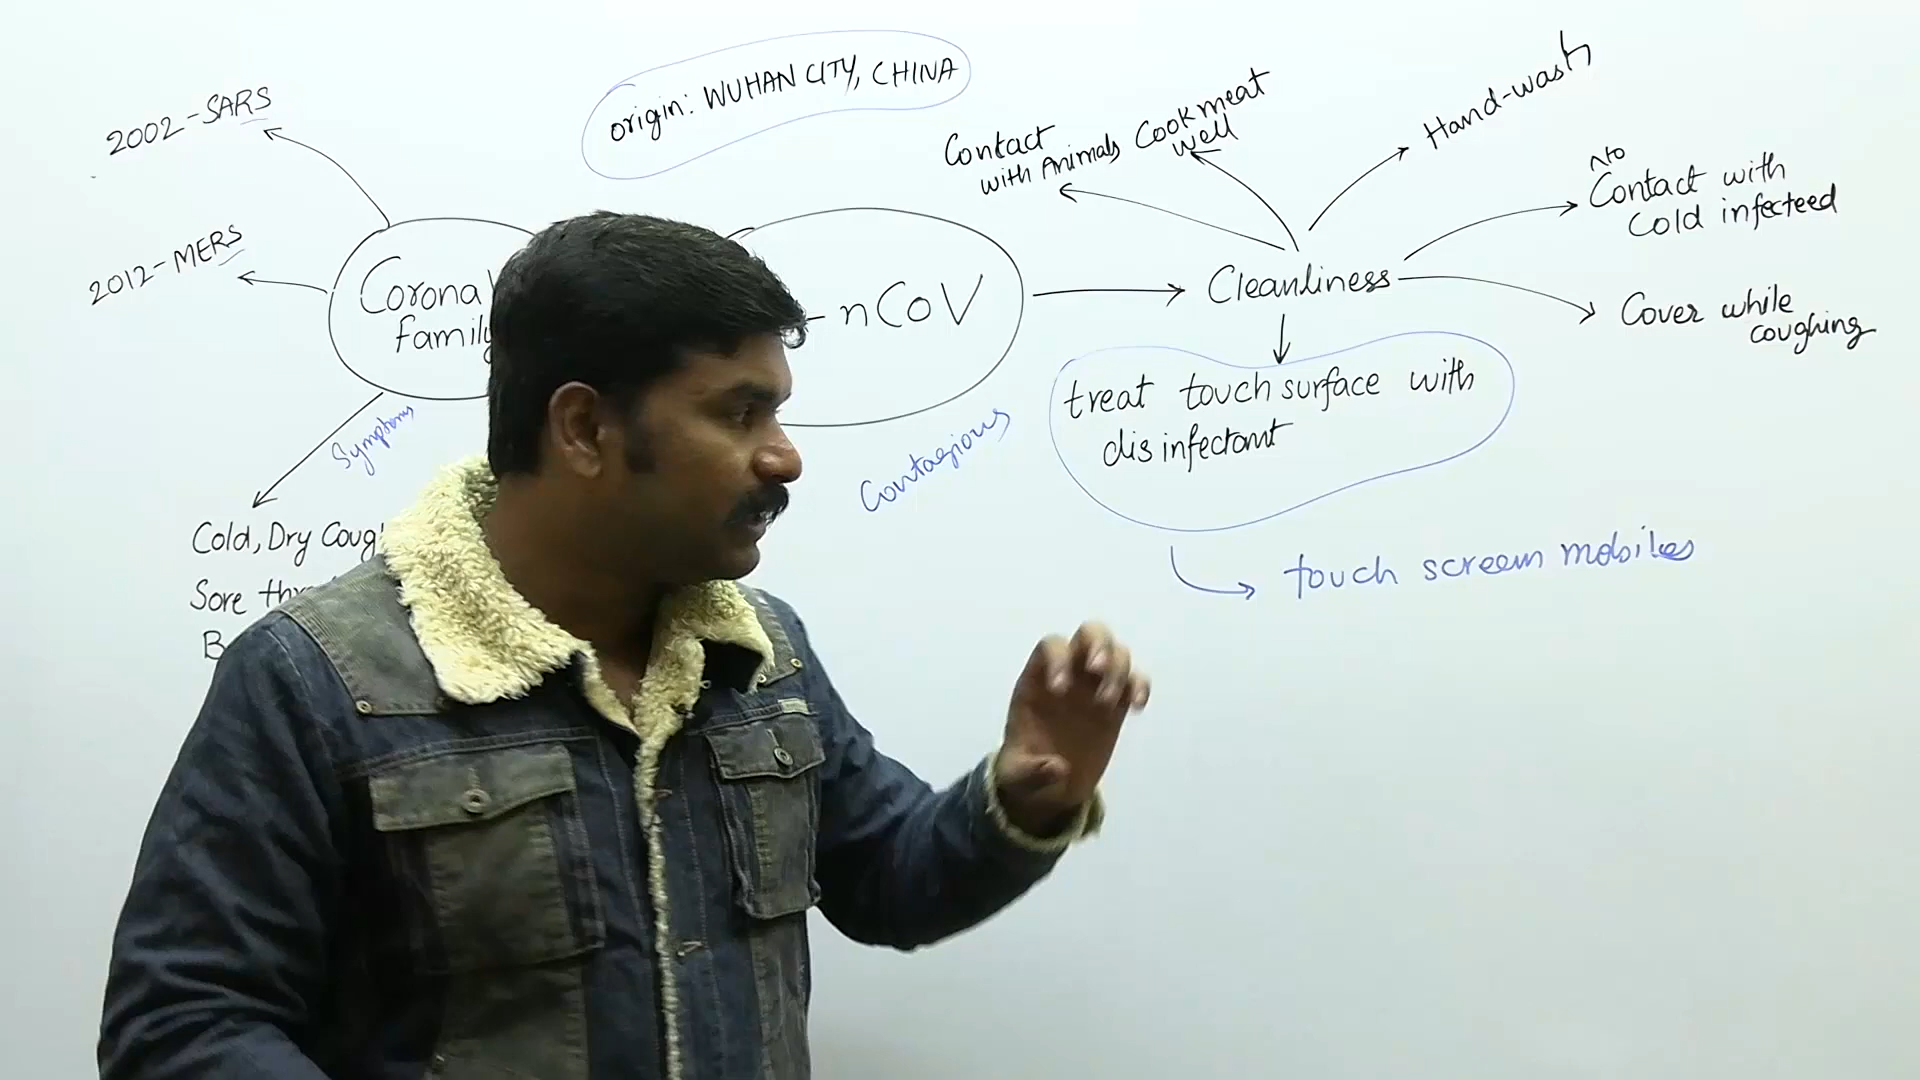 2002-SARS
2012-MERS
Corona
family
Symptoms
Cold, Dry Coug
Sore thr
B
origin: WUHAN CITY, CHINA
- nCoV
Contagious
Contact
with Animals
Cook meat
well
Hand-wash
no
Contact with
Cold infecteed
Cleanliness
Cover while
coughing
treat touch surface with
disinfectant
touch screen mobiles